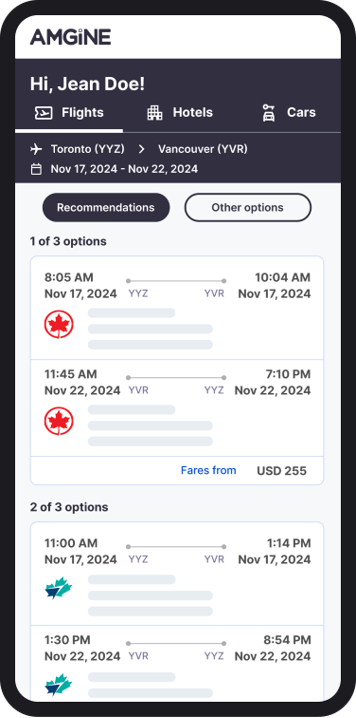 AMGiNE
Hi, Jean Doe!
Flights Hotels Cars
Toronto (YYZ) Vancouver (YVR)
Nov 17, 2024 - Nov 22, 2024
Recommendations Other options
1 of 3 options
8:05 AM 10:04 AM
Nov 17, 2024 YYZ YVR Nov 17, 2024
11:45 AM 7:10 PM
Nov 22, 2024 YVR YYZ Nov 22, 2024
Fares from USD 255
2 of 3 options
11:00 AM 1:14 PM
Nov 17, 2024 YYZ YVR Nov 17, 2024
1:30 PM 8:54 PM
Nov 22, 2024 YVR YYZ Nov 22, 2024